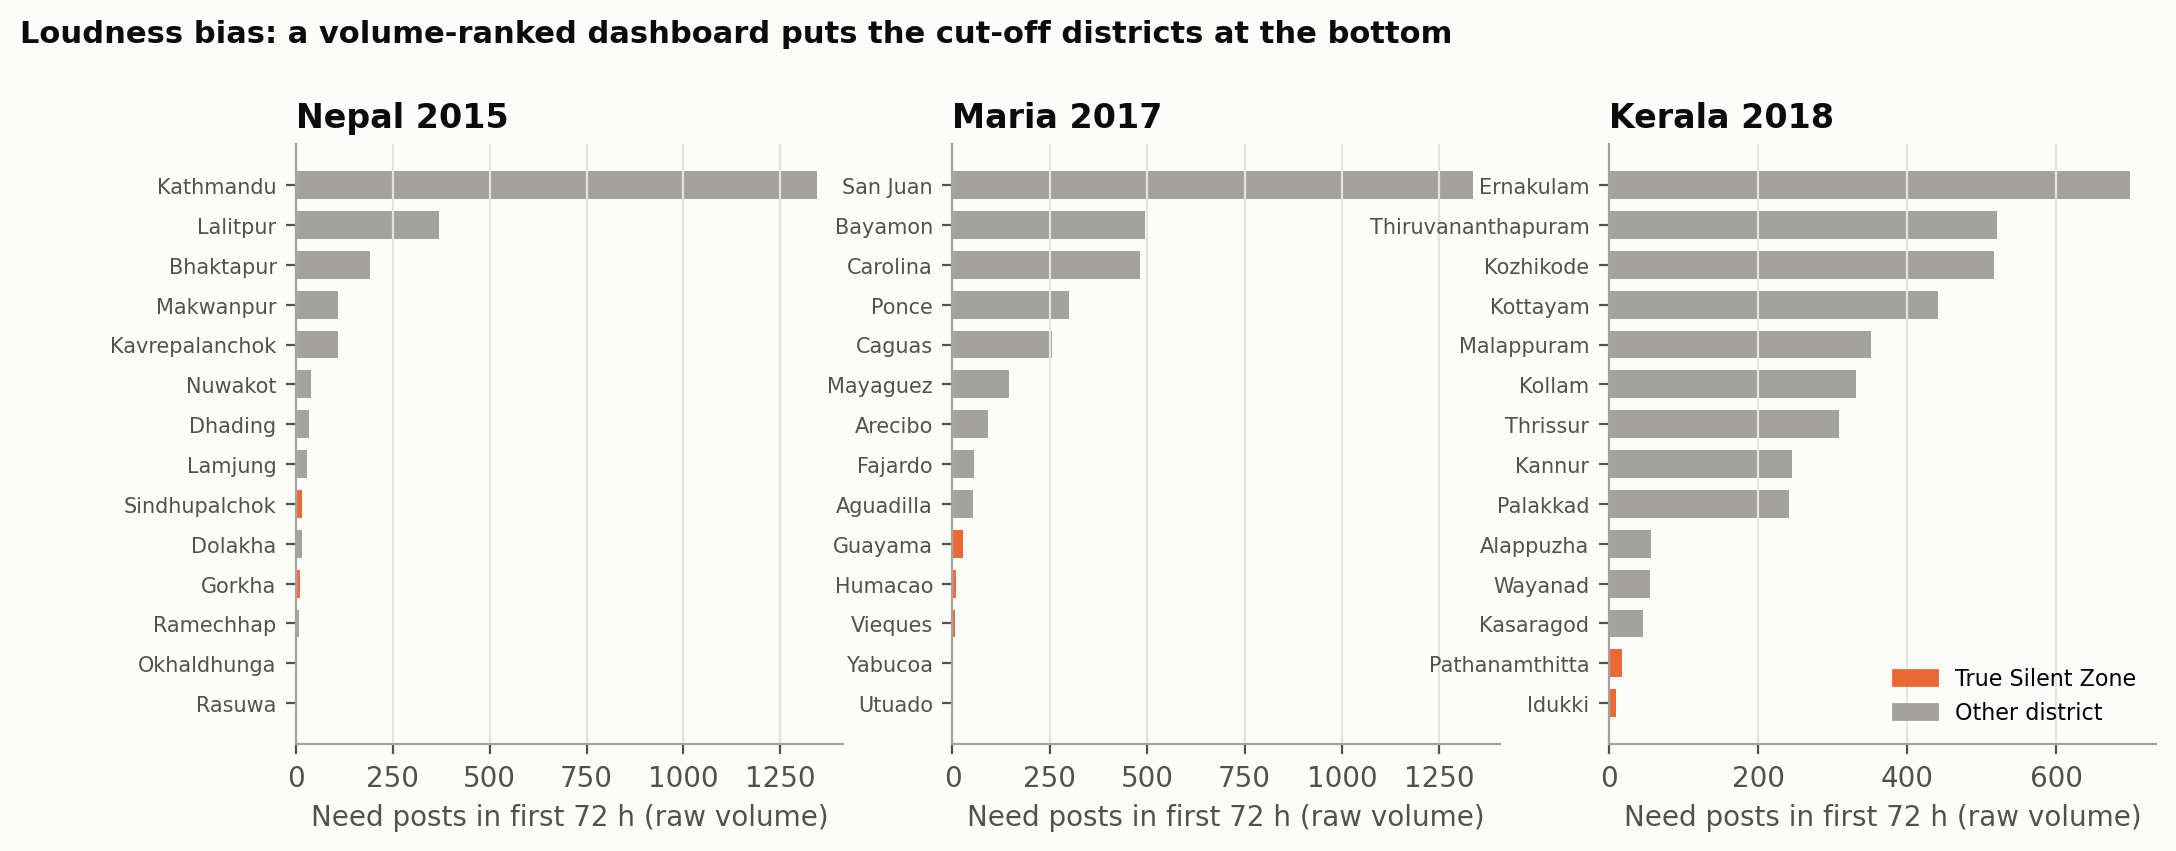 Loudness bias: a volume-ranked dashboard puts the cut-off districts at the bottom
Nepal 2015
Kathmandu
Lalitpur
Bhaktapur
Makwanpur
Kavrepalanchok
Nuwakot
Dhading
Lamjung
Sindhupalchok
Dolakha
Gorkha
Ramechhap
Okhaldhunga
Rasuwa
0 250 500 750 1000 1250
Need posts in first 72 h (raw volume)
Maria 2017
San Juan
Bayamon
Carolina
Ponce
Caguas
Mayaguez
Arecibo
Fajardo
Aguadilla
Guayama
Humacao
Vieques
Yabucoa
Utuado
0 250 500 750 1000 1250
Need posts in first 72 h (raw volume)
Kerala 2018
Ernakulam
Thiruvananthapuram
Kozhikode
Kottayam
Malappuram
Kollam
Thrissur
Kannur
Palakkad
Alappuzha
Wayanad
Kasaragod
Pathanamthitta
Idukki
True Silent Zone
Other district
0 200 400 600
Need posts in first 72 h (raw volume)